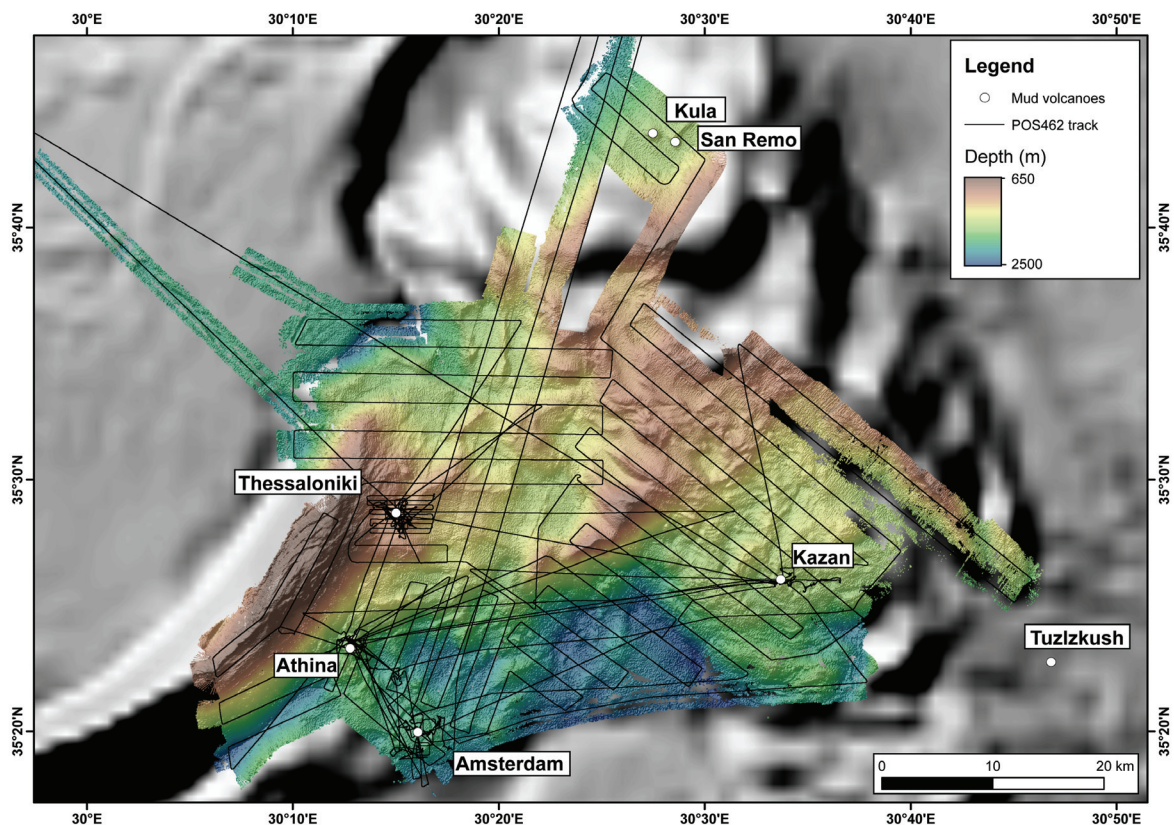 30°0'E 30°10'E 30°20'E 30°30'E 30°40'E 30°50'E
Legend
Mud volcanoes
POS462 track
Depth (m)
650
2500
Kula
San Remo
35°40'N 35°40'N
Thessaloniki
35°30'N 35°30'N
Kazan
Tuzlzkush
Athina
35°20'N 35°20'N
Amsterdam
0 10 20 km
30°0'E 30°10'E 30°20'E 30°30'E 30°40'E 30°50'E